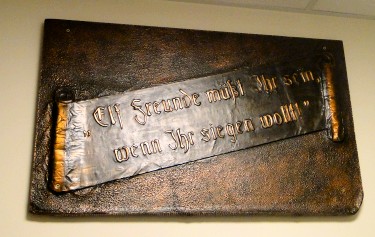 "Elf Freunde müßt Ihr sein,
wenn Ihr siegen wollt!"